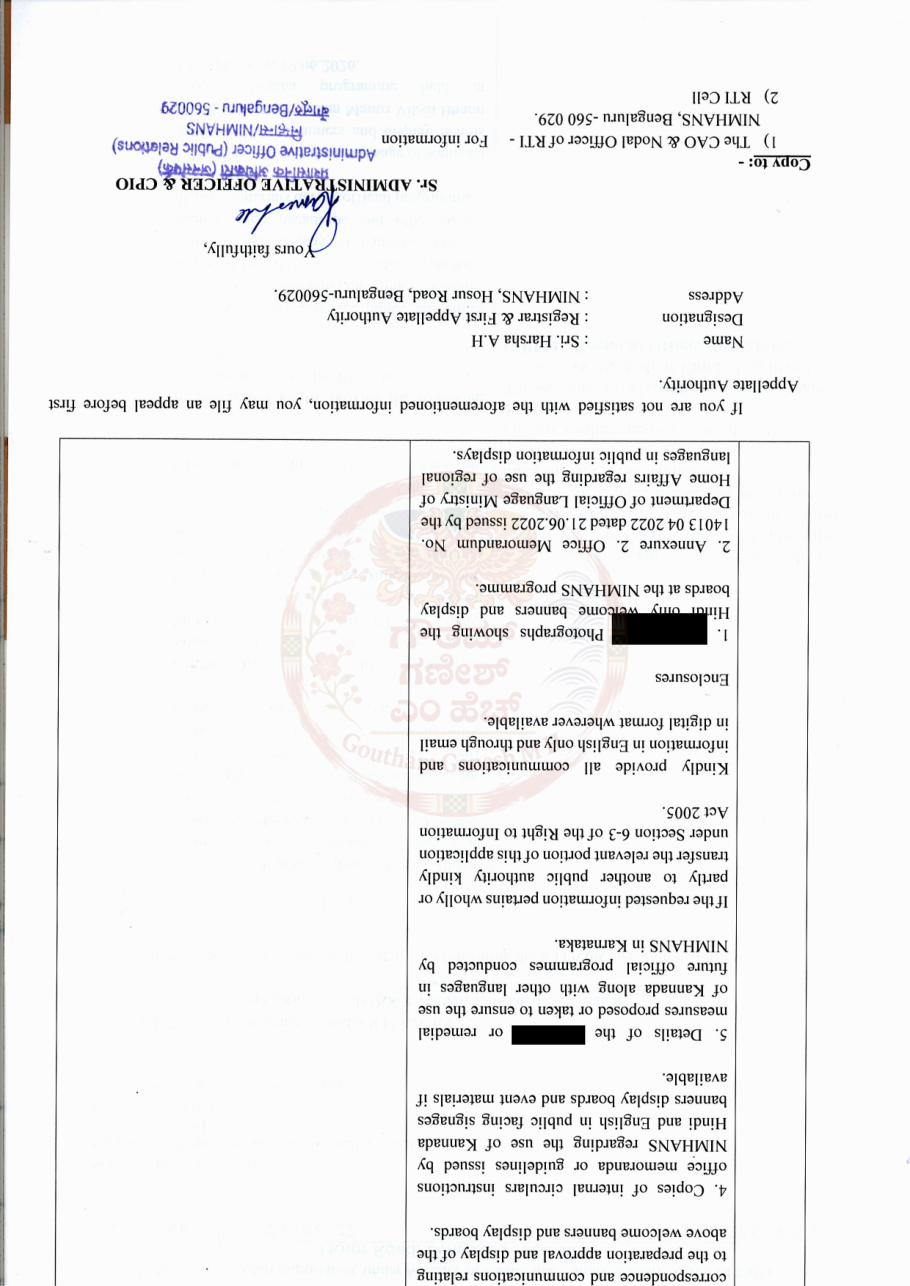 correspondence and communications relating
to the preparation approval and display of the
above welcome banners and display boards.
4. Copies of internal circulars instructions
office memoranda or guidelines issued by
NIMHANS regarding the use of Kannada
Hindi and English in public facing signages
banners display boards and event materials if
available.
5. Details of the or remedial
measures proposed or taken to ensure the use
of Kannada along with other languages in
future official programmes conducted by
NIMHANS in Karnataka.
If the requested information pertains wholly or
partly to another public authority kindly
transfer the relevant portion of this application
under Section 6-3 of the Right to Information
Act 2005.
Kindly provide all communications and
information in English only and through email
in digital format wherever available.
Enclosures
1. Photographs showing the
Hindi only welcome banners and display
boards at the NIMHANS programme.
2. Annexure 2. Office Memorandum No.
14013 04 2022 dated 21.06.2022 issued by the
Department of Official Language Ministry of
Home Affairs regarding the use of regional
languages in public information displays.
If you are not satisfied with the aforementioned information, you may file an appeal before first
Appellate Authority.
Name : Sri. Harsha A.H
Designation : Registrar & First Appellate Authority
Address : NIMHANS, Hosur Road, Bengaluru-560029.
Yours faithfully,
Sr. ADMINISTRATIVE OFFICER & CPIO
प्रशासनिक अधिकारी (जनसंपर्क)
Administrative Officer (Public Relations)
निम्हान्स/NIMHANS
बेंगलूरु/Bengaluru - 560029
Copy to: -
1) The CAO & Nodal Officer of RTI - For information
NIMHANS, Bengaluru -560 029.
2) RTI Cell
ಗೌತಮ್
ಗಣೇಶ್
ಎಂ ಹೆಚ್
Goutham Ganesh M H